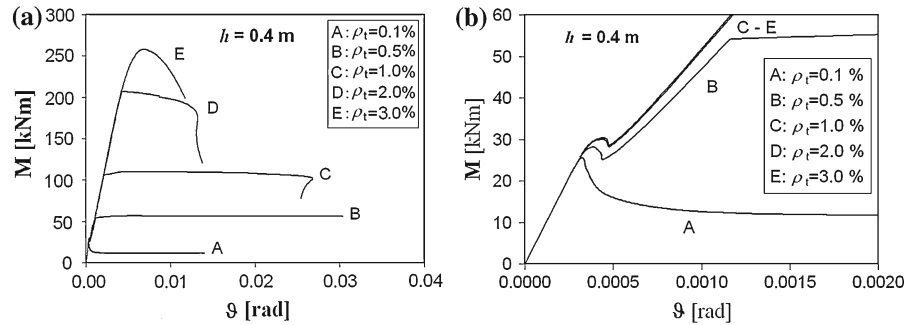 (a)
h = 0.4 m
A: ρt=0.1%
B: ρt=0.5%
C: ρt=1.0%
D: ρt=2.0%
E: ρt=3.0%
M [kNm]
300
250
200
150
100
50
0
E
D
C
B
A
0.0 0.01 0.02 0.03 0.04
ϑ [rad]
(b)
h = 0.4 m
C - E
B
A: ρt=0.1 %
B: ρt=0.5 %
C: ρt=1.0 %
D: ρt=2.0 %
E: ρt=3.0 %
A
M [kNm]
60
50
40
30
20
10
0
0.0000 0.0005 0.0010 0.0015 0.0020
ϑ [rad]